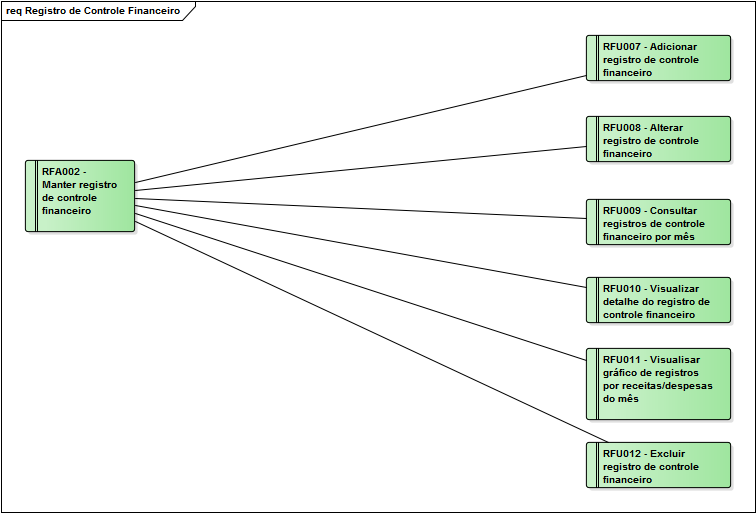 req Registro de Controle Financeiro
RFA002 -
Manter registro
de controle
financeiro
RFU007 - Adicionar
registro de controle
financeiro
RFU008 - Alterar
registro de controle
financeiro
RFU009 - Consultar
registros de controle
financeiro por mês
RFU010 - Visualizar
detalhe do registro de
controle financeiro
RFU011 - Visualisar
gráfico de registros
por receitas/despesas
do mês
RFU012 - Excluir
registro de controle
financeiro